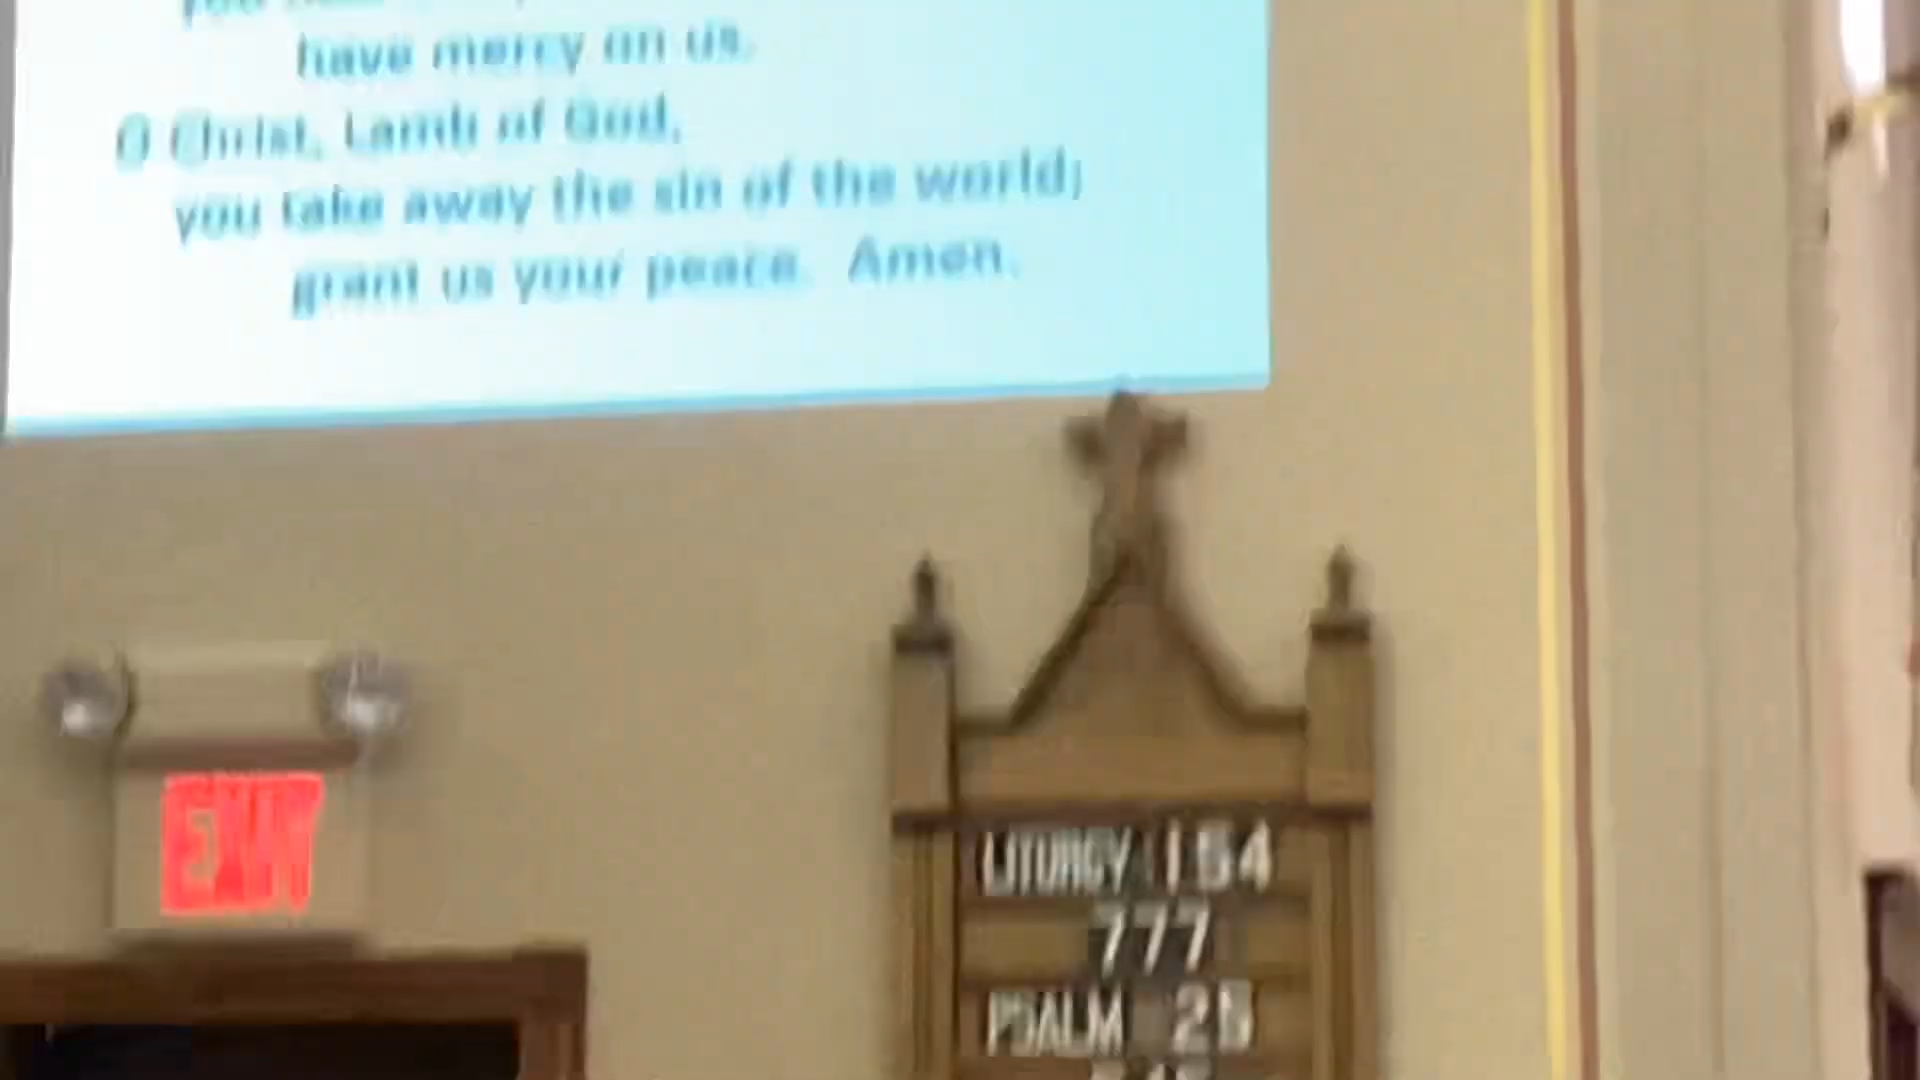 have mercy on us.
O Christ, Lamb of God,
you take away the sin of the world;
grant us your peace. Amen.
EXIT
LITURGY 154
777
PSALM 25